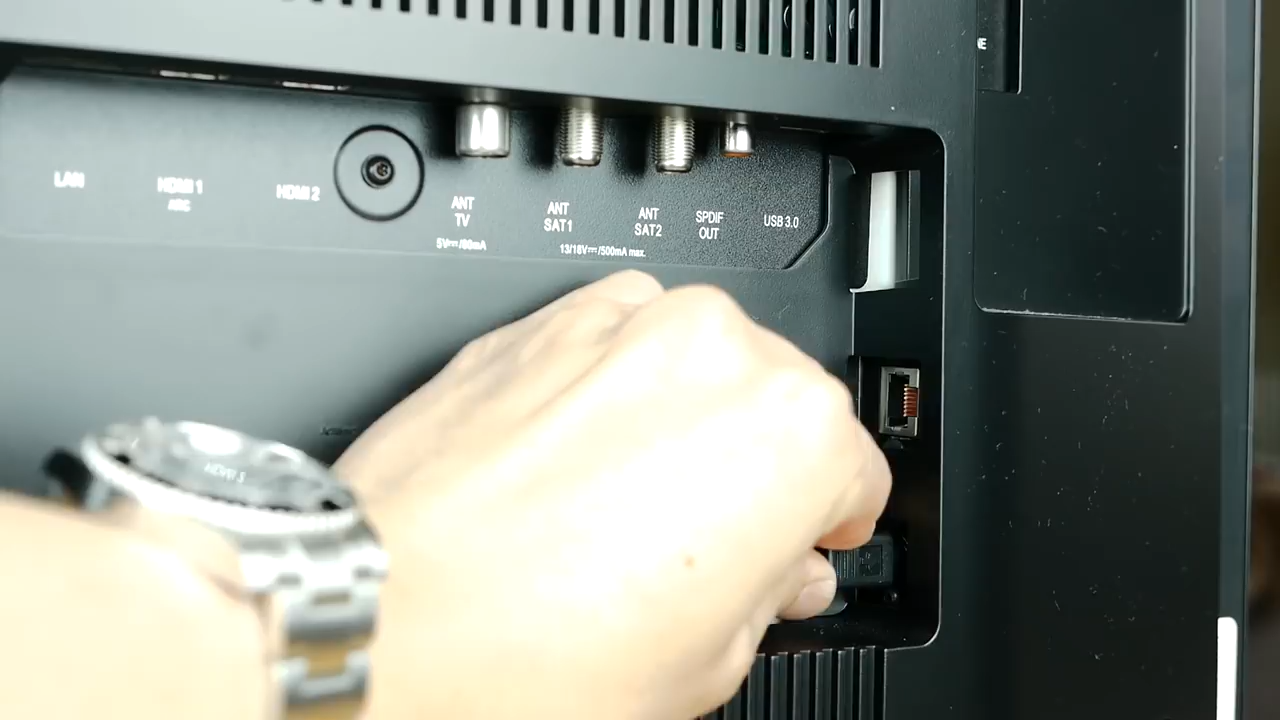 LAN
HDMI 1
ARC
HDMI 2
ANT
TV
5V⎓/80mA
ANT
SAT1
ANT
SAT2
13/18V⎓/500mA max.
SPDIF
OUT
USB 3.0